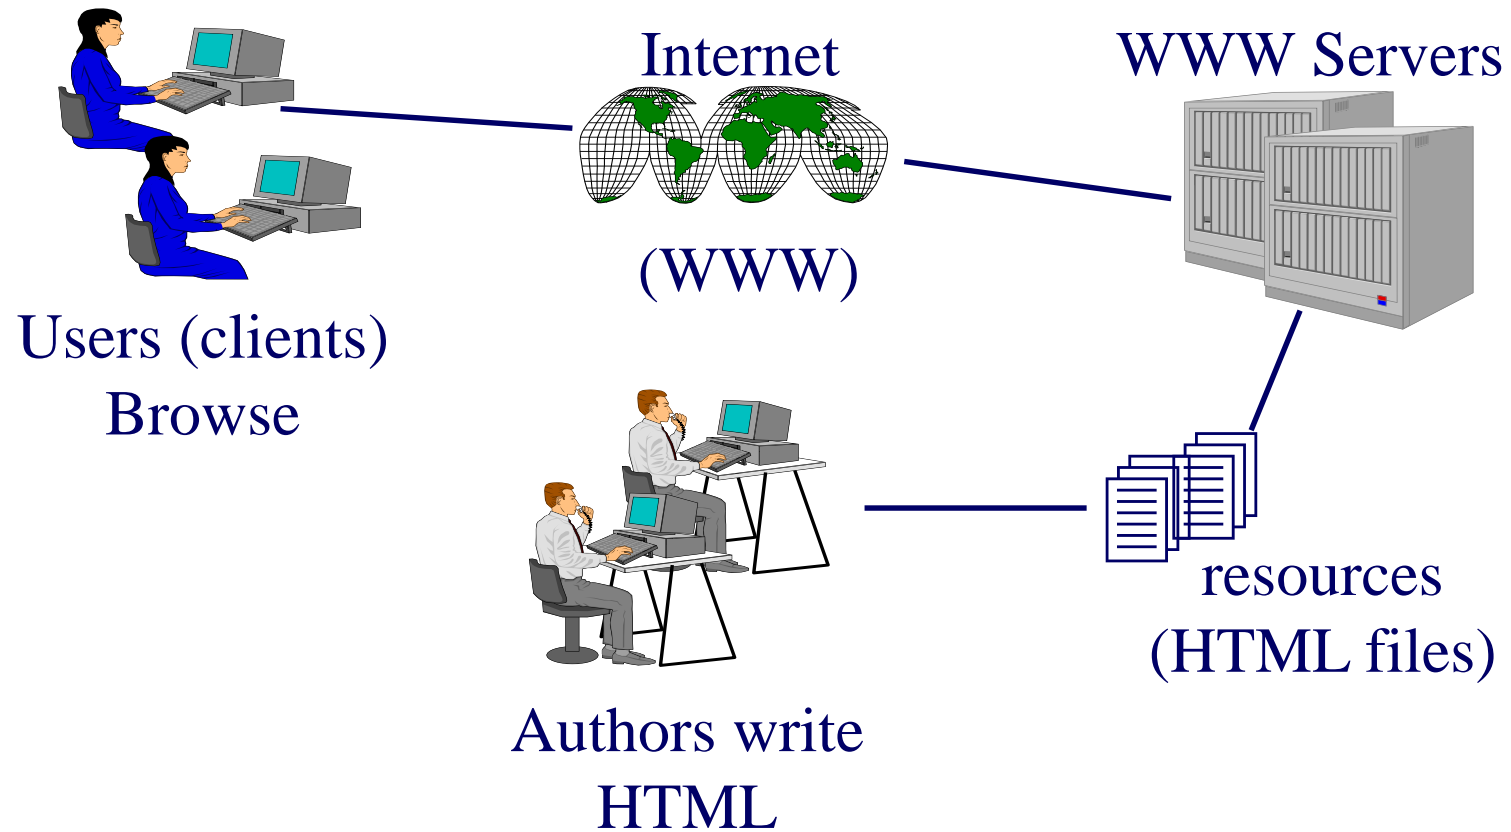 Internet
WWW Servers
(WWW)
Users (clients)
Browse
resources
(HTML files)
Authors write
HTML